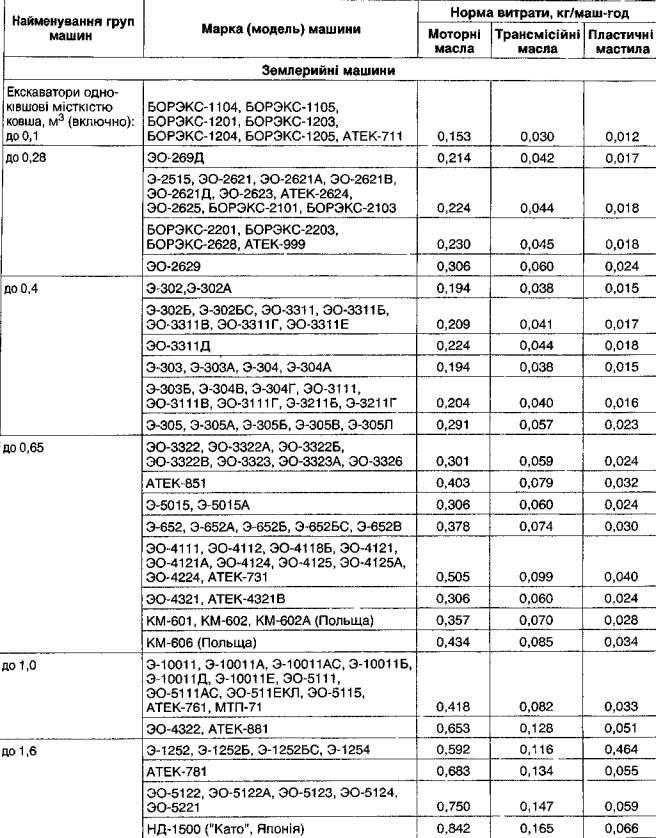 Найменування груп машин
Марка (модель) машини
Норма витрати, кг/маш-год
Моторні масла
Трансмісійні масла
Пластичні мастила
Землерийні машини
Екскаватори одно-
ківшові місткістю
ковша, м³ (включно):
до 0,1
БОРЭКС-1104, БОРЭКС-1105,
БОРЭКС-1201, БОРЭКС-1203,
БОРЭКС-1204, БОРЭКС-1205, АТЕК-711 0,153 0,030 0,012
до 0,28 ЭО-269Д 0,214 0,042 0,017
Э-2515, ЭО-2621, ЭО-2621А, ЭО-2621В,
ЭО-2621Д, ЭО-2623, АТЕК-2624,
ЭО-2625, БОРЭКС-2101, БОРЭКС-2103 0,224 0,044 0,018
БОРЭКС-2201, БОРЭКС-2203,
БОРЭКС-2628, АТЕК-999 0,230 0,045 0,018
ЭО-2629 0,306 0,060 0,024
до 0,4 Э-302,Э-302А 0,194 0,038 0,015
Э-302Б, Э-302БС, ЭО-3311, ЭО-3311Б,
ЭО-3311В, ЭО-3311Г, ЭО-3311Е 0,209 0,041 0,017
ЭО-3311Д 0,224 0,044 0,018
Э-303, Э-303А, Э-304, Э-304А 0,194 0,038 0,015
Э-303Б, Э-304В, Э-304Г, ЭО-3111,
ЭО-3111В, ЭО-3111Г, Э-3211Б, Э-3211Г 0,204 0,040 0,016
Э-305, Э-305А, Э-305Б, Э-305В, Э-305Л 0,291 0,057 0,023
до 0,65 ЭО-3322, ЭО-3322А, ЭО-3322Б,
ЭО-3322В, ЭО-3323, ЭО-3323А, ЭО-3326 0,301 0,059 0,024
АТЕК-851 0,403 0,079 0,032
Э-5015, Э-5015А 0,306 0,060 0,024
Э-652, Э-652А, Э-652Б, Э-652БС, Э-652В 0,378 0,074 0,030
ЭО-4111, ЭО-4112, ЭО-4118Б, ЭО-4121,
ЭО-4121А, ЭО-4124, ЭО-4125, ЭО-4125А,
ЭО-4224, АТЕК-731 0,505 0,099 0,040
ЭО-4321, АТЕК-4321В 0,306 0,060 0,024
КМ-601, КМ-602, КМ-602А (Польща) 0,357 0,070 0,028
КМ-606 (Польща) 0,434 0,085 0,034
до 1,0 Э-10011, Э-10011А, Э-10011АС, Э-10011Б,
Э-10011Д, Э-10011Е, ЭО-5111,
ЭО-5111АС, ЭО-511ЕКЛ, ЭО-5115,
АТЕК-761, МТП-71 0,418 0,082 0,033
ЭО-4322, АТЕК-881 0,653 0,128 0,051
до 1,6 Э-1252, Э-1252Б, Э-1252БС, Э-1254 0,592 0,116 0,464
АТЕК-781 0,683 0,134 0,055
ЭО-5122, ЭО-5122А, ЭО-5123, ЭО-5124,
ЭО-5221 0,750 0,147 0,059
НД-1500 ("Като", Японія) 0,842 0,165 0,066